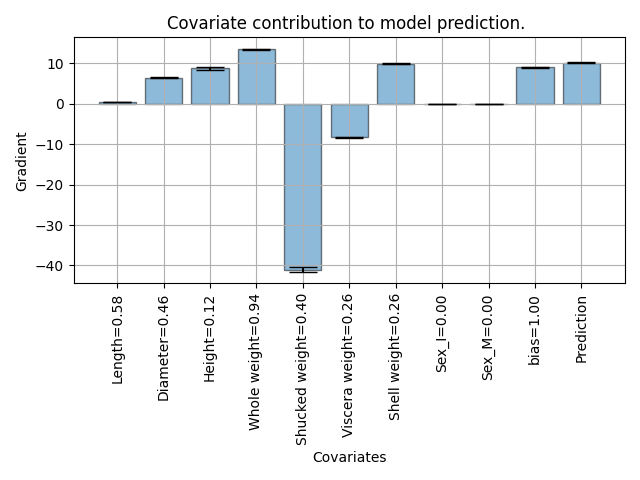 Covariate contribution to model prediction.
Gradient
10
0
−10
−20
−30
−40
Length=0.58
Diameter=0.46
Height=0.12
Whole weight=0.94
Shucked weight=0.40
Viscera weight=0.26
Shell weight=0.26
Sex_I=0.00
Sex_M=0.00
bias=1.00
Prediction
Covariates